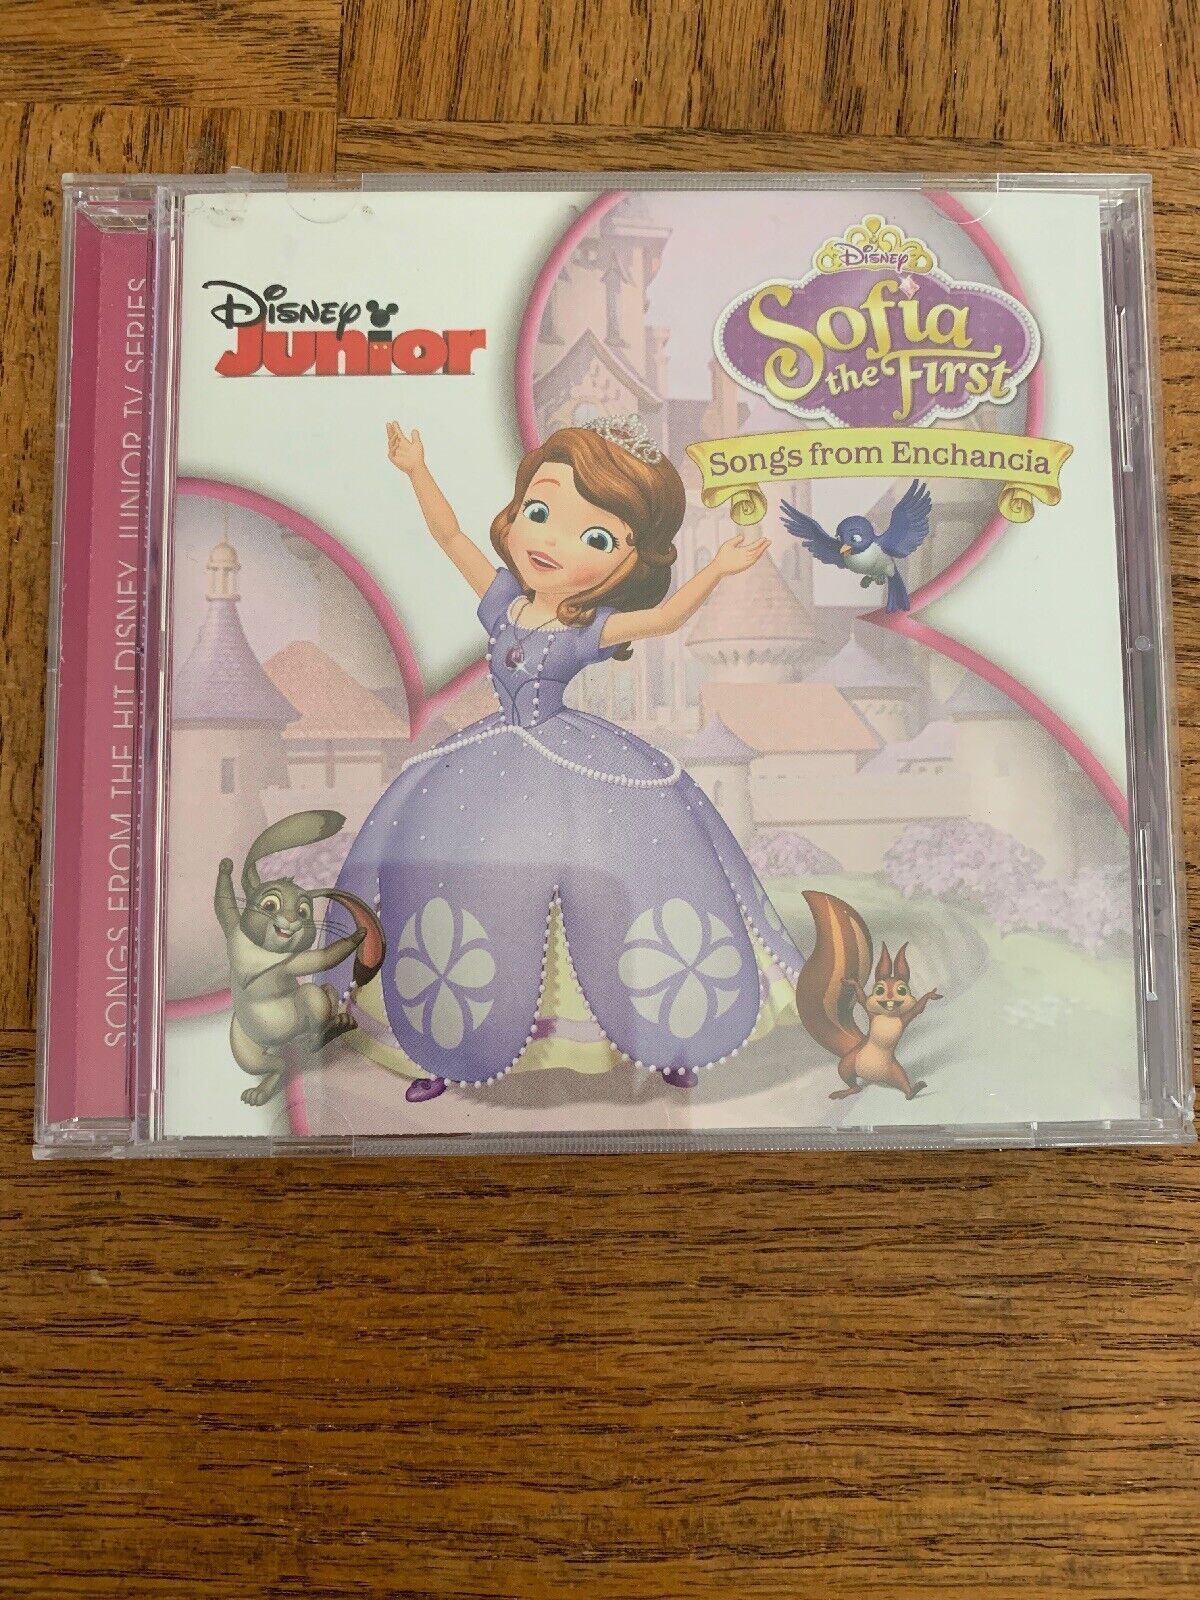 SONGS FROM THE HIT DISNEY JUNIOR TV SERIES
Disney
Junior
Disney
Sofia
the First
Songs from Enchancia